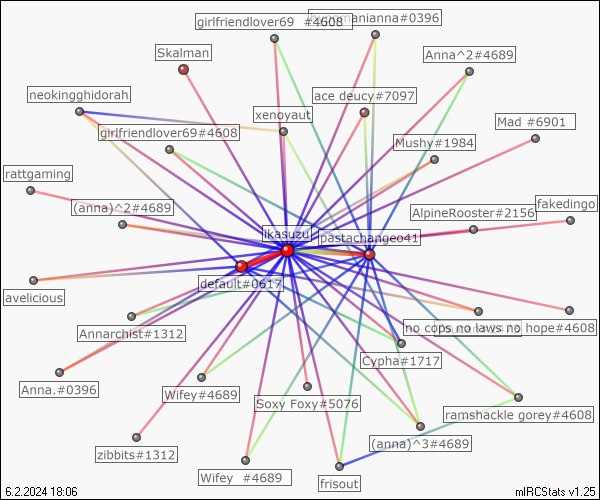 girlfriendlover69 #4608
manianna#0396
Skalman
Anna^2#4689
neokingghidorah
ace deucy#7097
xenoyaut
Mad #6901
girlfriendlover69#4608
Mushy#1984
rattgaming
(anna)^2#4689
AlpineRooster#2156
fakedingo
ikasuzu
pastachangeo41
default#0617
avelicious
Annarchist#1312
no cops no laws no hope#4608
Cypha#1717
Anna.#0396
Wifey#4689
Soxy Foxy#5076
ramshackle gorey#4608
(anna)^3#4689
zibbits#1312
Wifey #4689
frisout
6.2.2024 18:06
mIRCStats v1.25